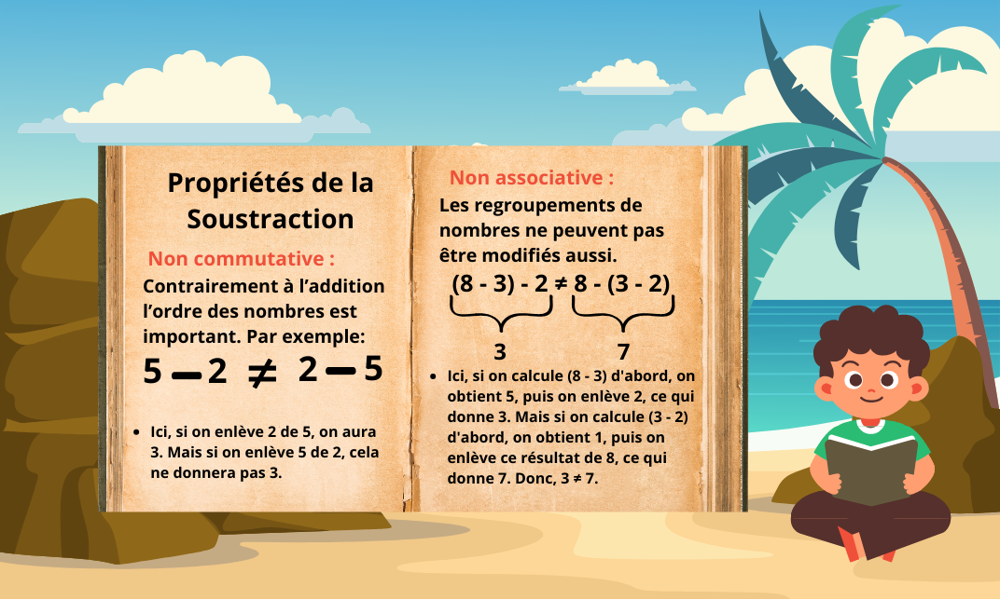 Propriétés de la
Soustraction
Non commutative :
Contrairement à l’addition
l’ordre des nombres est
important. Par exemple:
5 – 2 ≠ 2 – 5
• Ici, si on enlève 2 de 5, on aura
3. Mais si on enlève 5 de 2, cela
ne donnera pas 3.
Non associative :
Les regroupements de
nombres ne peuvent pas
être modifiés aussi.
(8 - 3) - 2 ≠ 8 - (3 - 2)
3 7
• Ici, si on calcule (8 - 3) d'abord, on
obtient 5, puis on enlève 2, ce qui
donne 3. Mais si on calcule (3 - 2)
d'abord, on obtient 1, puis on
enlève ce résultat de 8, ce qui
donne 7. Donc, 3 ≠ 7.